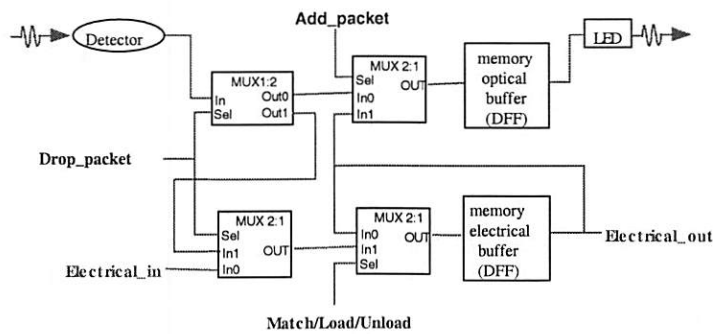 Add_packet
Detector
LED
MUX 2:1
Sel
In0
In1
OUT
memory
optical
buffer
(DFF)
MUX1:2
In
Sel
Out0
Out1
Drop_packet
MUX 2:1
Sel
In1
In0
OUT
MUX 2:1
In0
In1
Sel
OUT
memory
electrical
buffer
(DFF)
Electrical_out
Electrical_in
Match/Load/Unload